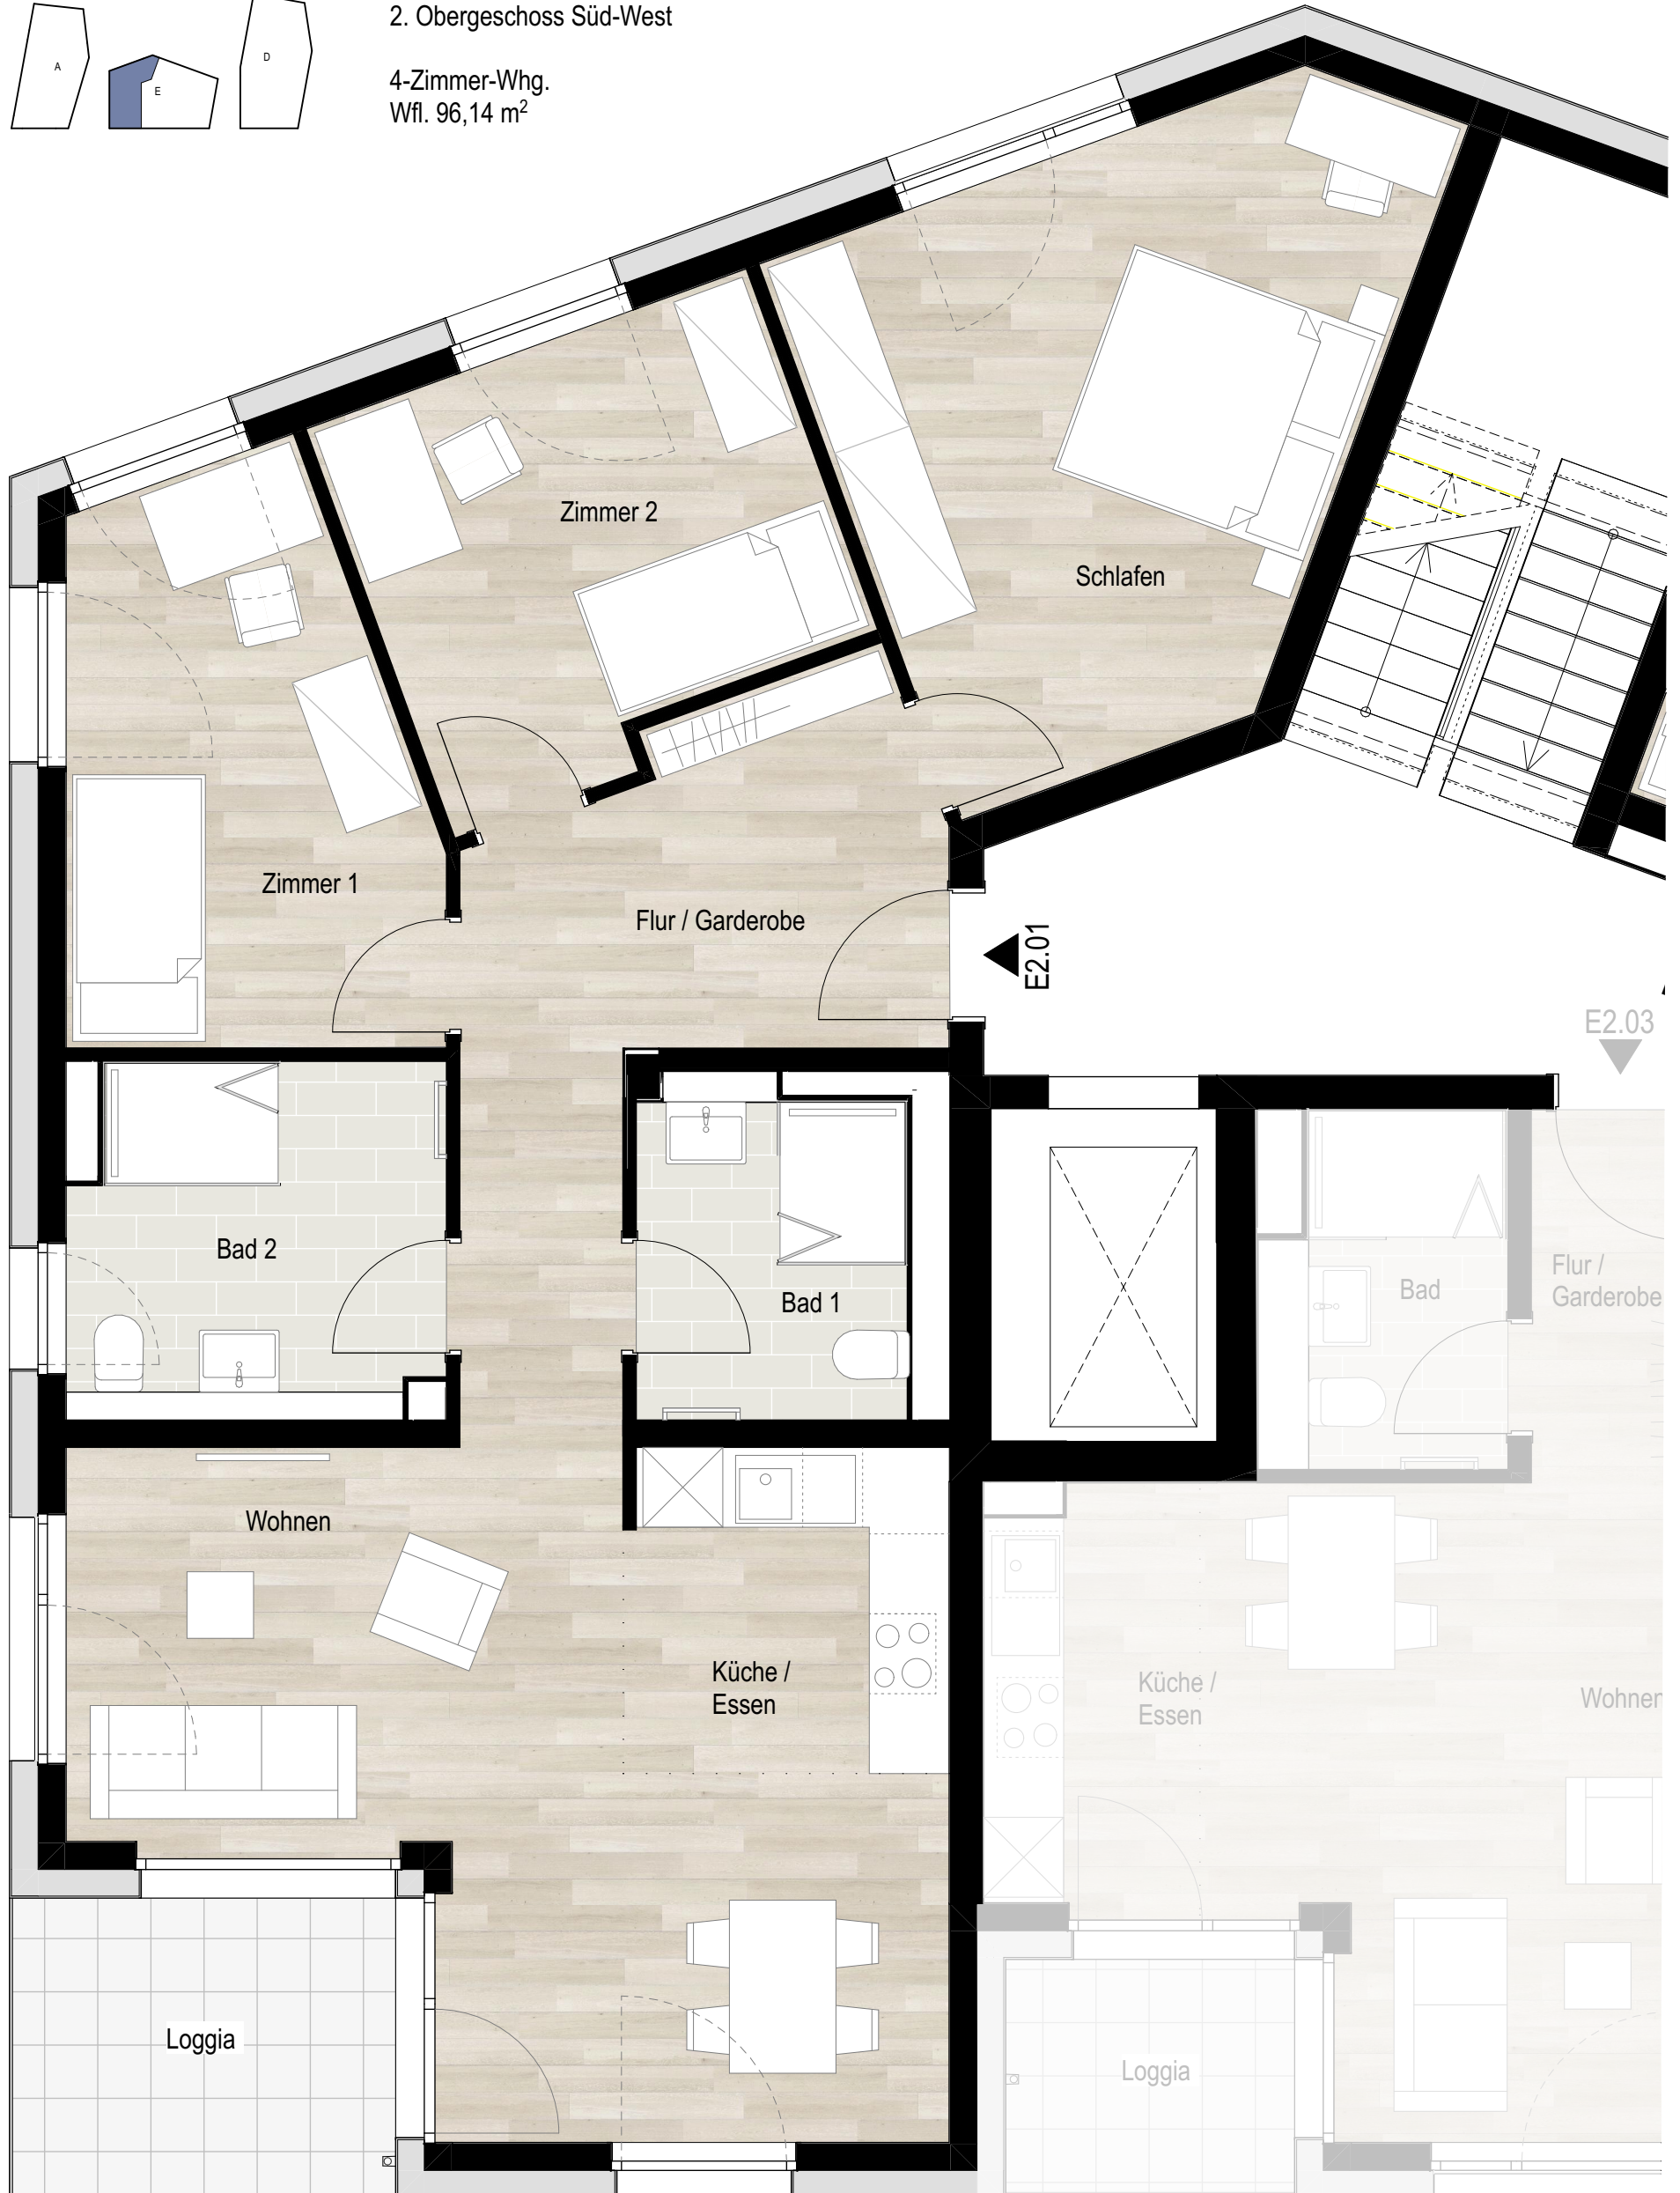 A
E
D
2. Obergeschoss Süd-West
4-Zimmer-Whg.
Wfl. 96,14 m²
Zimmer 2
Schlafen
Zimmer 1
Flur / Garderobe
E2.01
E2.03
Bad 2
Bad 1
Bad
Flur /
Garderobe
Wohnen
Küche /
Essen
Küche /
Essen
Wohnen
Loggia
Loggia